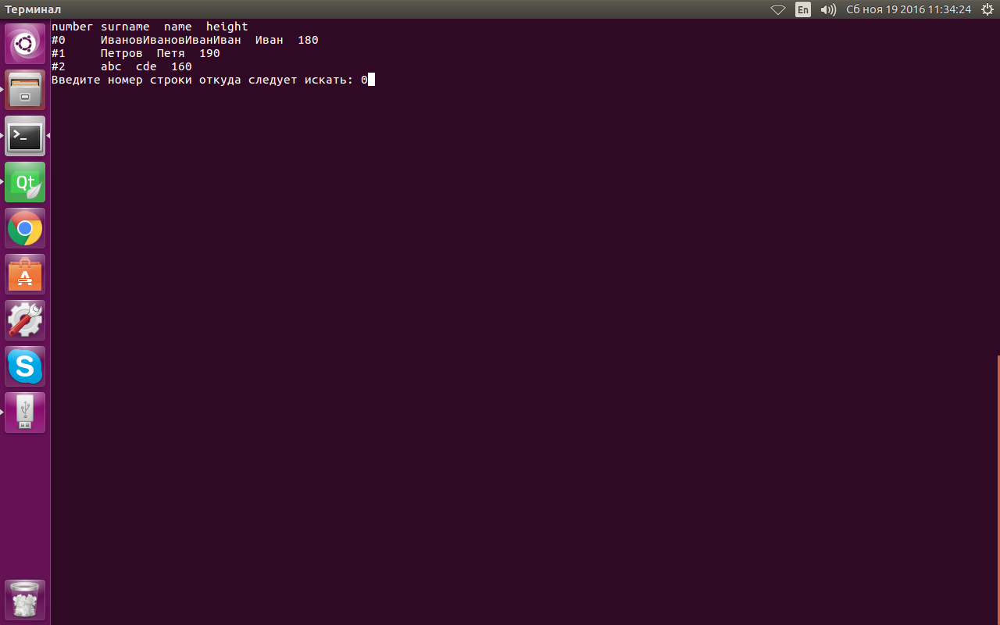 Терминал
En
Сб ноя 19 2016 11:34:24
number surname  name  height
#0     ИвановИвановИванИван  Иван  180
#1     Петров  Петя  190
#2     abc  cde  160
Введите номер строки откуда следует искать: 0
>_
Qt
A
S